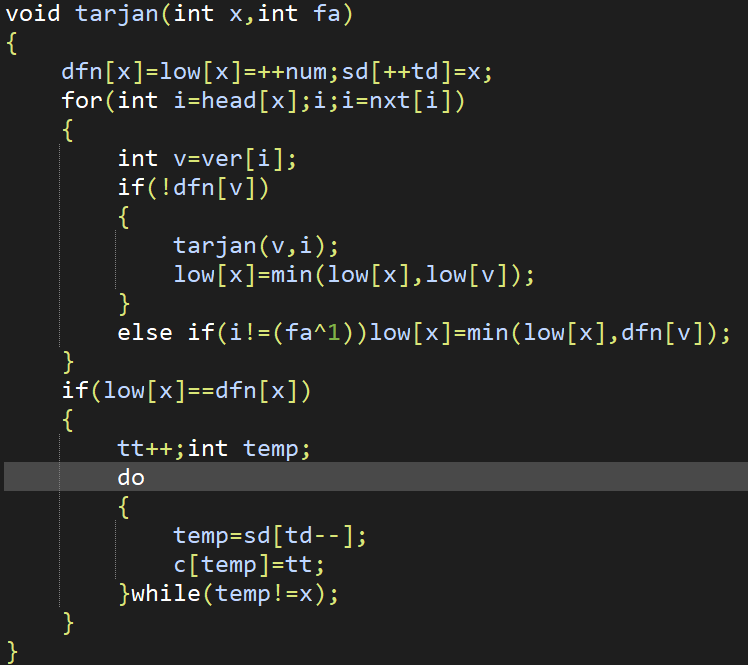 void tarjan(int x,int fa)
{
    dfn[x]=low[x]=++num;sd[++td]=x;
    for(int i=head[x];i;i=nxt[i])
    {
        int v=ver[i];
        if(!dfn[v])
        {
            tarjan(v,i);
            low[x]=min(low[x],low[v]);
        }
        else if(i!=(fa^1))low[x]=min(low[x],dfn[v]);
    }
    if(low[x]==dfn[x])
    {
        tt++;int temp;
        do
        {
            temp=sd[td--];
            c[temp]=tt;
        }while(temp!=x);
    }
}